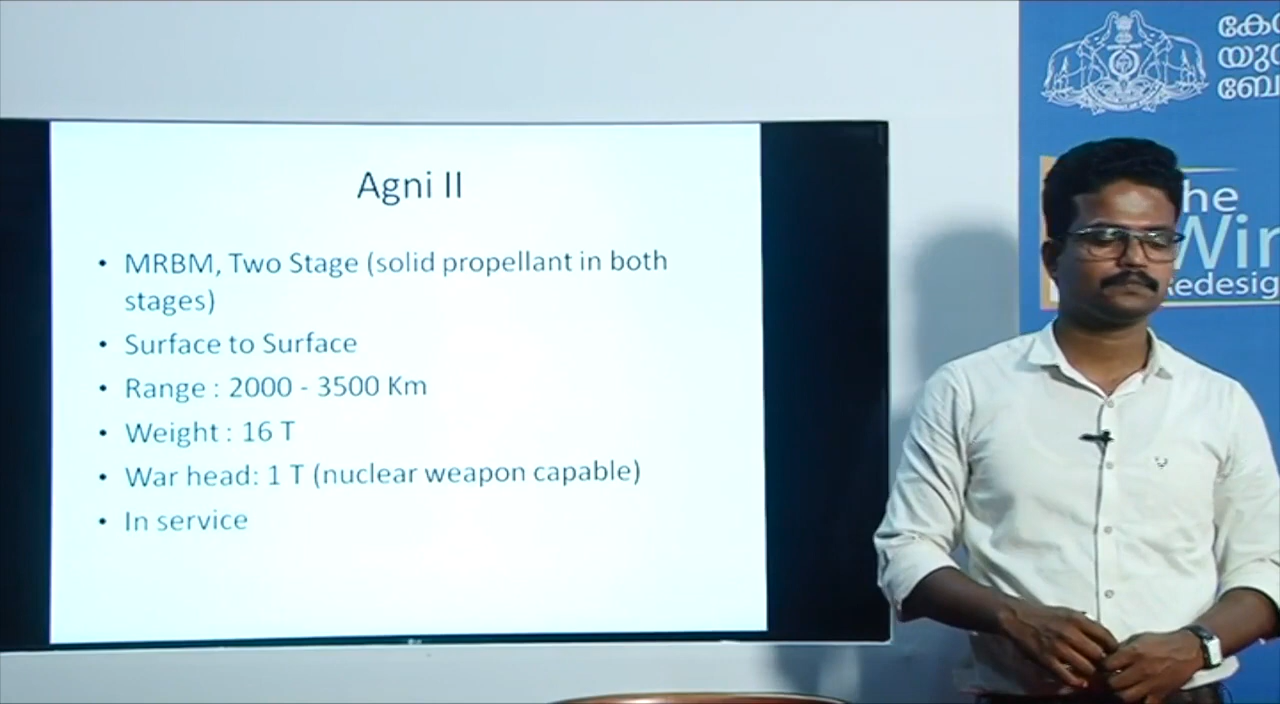 Agni II
• MRBM, Two Stage (solid propellant in both
stages)
• Surface to Surface
• Range : 2000 - 3500 Km
• Weight : 16 T
• War head: 1 T (nuclear weapon capable)
• In service